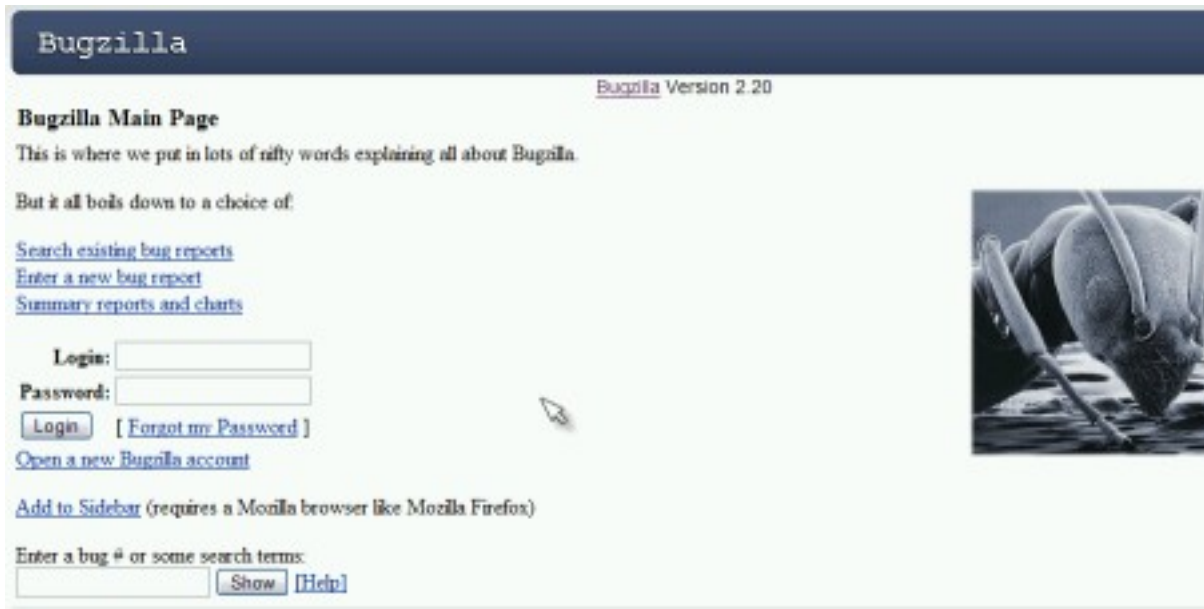 Bugzilla
Bugzilla Version 2.20
Bugzilla Main Page
This is where we put in lots of nifty words explaining all about Bugzilla.
But it all boils down to a choice of:
Search existing bug reports
Enter a new bug report
Summary reports and charts
Login:
Password:
Login [ Forgot my Password ]
Open a new Bugzilla account
Add to Sidebar (requires a Mozilla browser like Mozilla Firefox)
Enter a bug # or some search terms:
Show [Help]